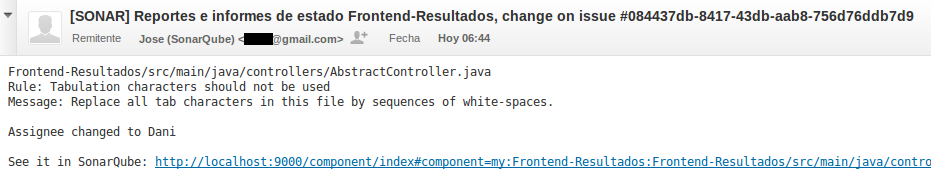 [SONAR] Reportes e informes de estado Frontend-Resultados, change on issue #084437db-8417-43db-aab8-756d76ddb7d9
Remitente Jose (SonarQube) < @gmail.com> Fecha Hoy 06:44
Frontend-Resultados/src/main/java/controllers/AbstractController.java
Rule: Tabulation characters should not be used
Message: Replace all tab characters in this file by sequences of white-spaces.
Assignee changed to Dani
See it in SonarQube: http://localhost:9000/component/index#component=my:Frontend-Resultados:Frontend-Resultados/src/main/java/contro